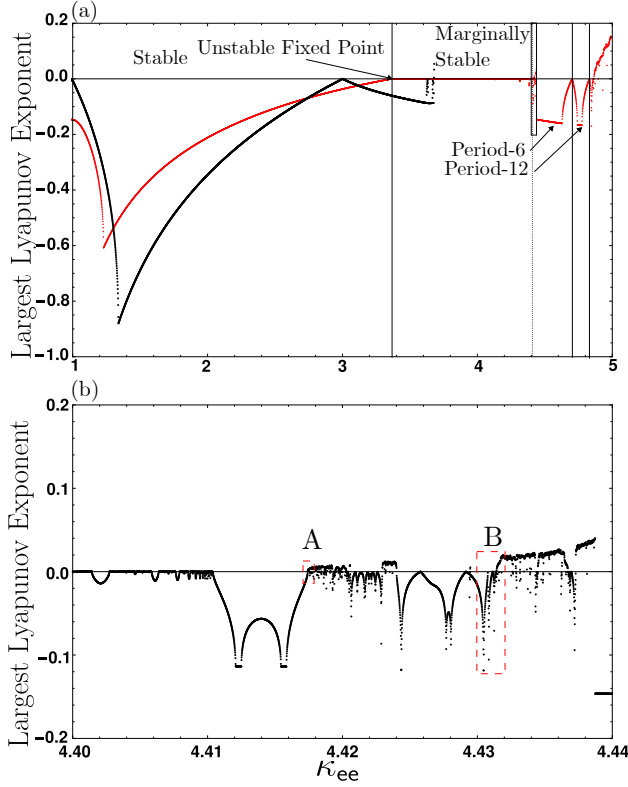 (a)
0.2
0.0
−0.2
−0.4
−0.6
−0.8
−1.0
Largest Lyapunov Exponent
Stable
Unstable Fixed Point
Marginally
Stable
Period-6
Period-12
1
2
3
4
5
(b)
0.2
0.1
0.0
−0.1
−0.2
Largest Lyapunov Exponent
A
B
4.40
4.41
4.42
4.43
4.44
κee